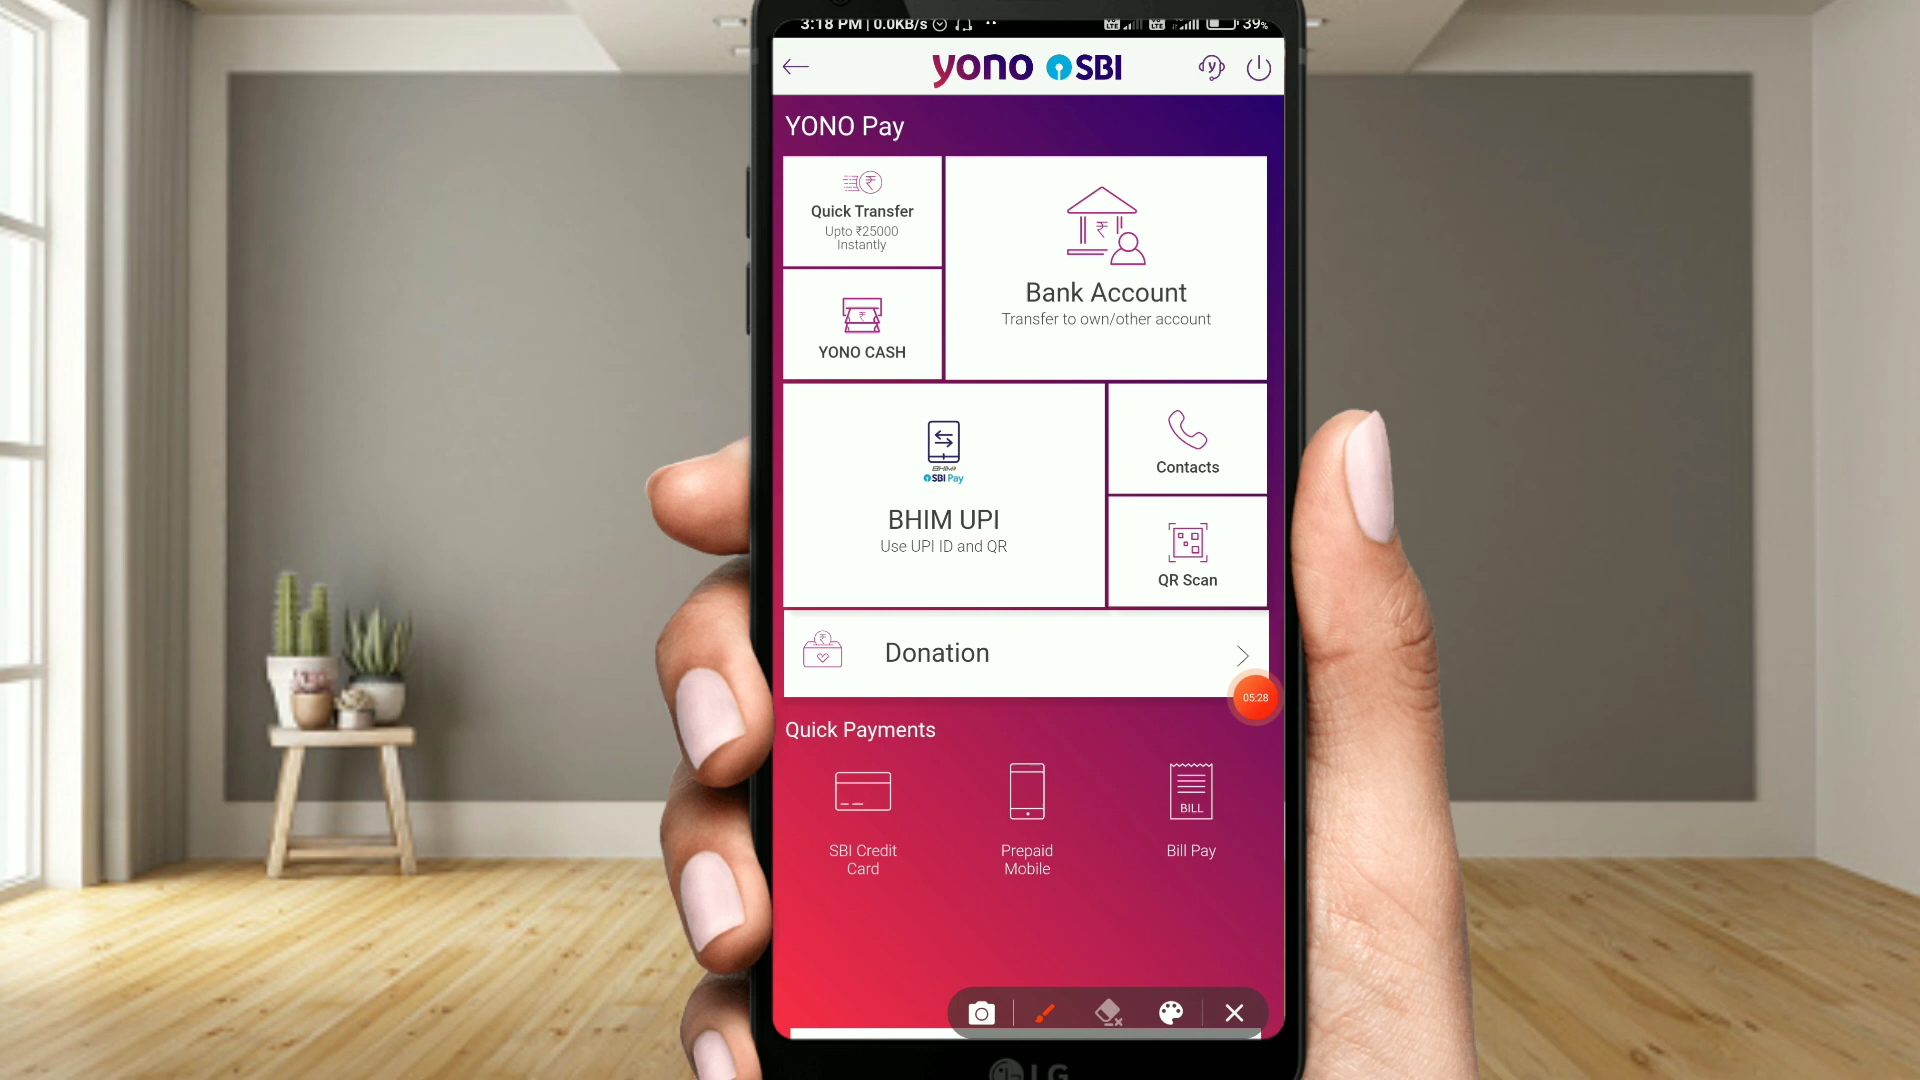 3:18 PM | 0.0KB/s
39%
yono SBI
YONO Pay
Quick Transfer
Upto ₹25000
Instantly
Bank Account
Transfer to own/other account
YONO CASH
BHIM
SBI Pay
BHIM UPI
Use UPI ID and QR
Contacts
QR Scan
Donation
05:28
Quick Payments
BILL
SBI Credit
Card
Prepaid
Mobile
Bill Pay
LG